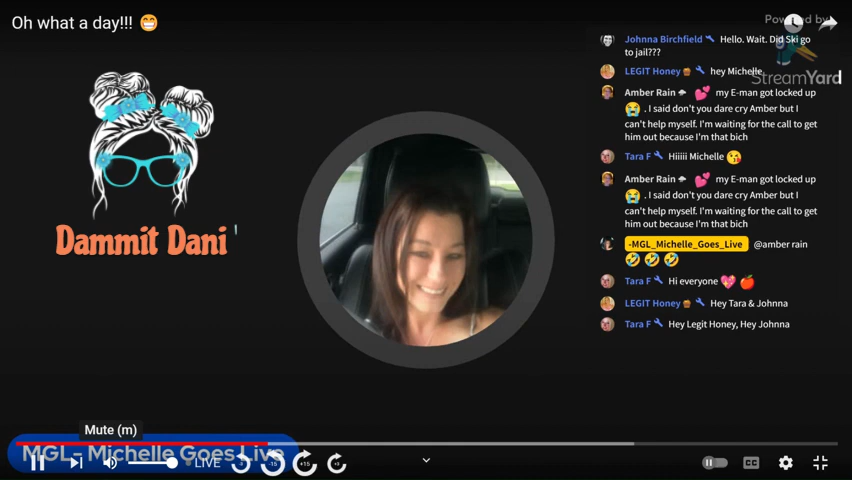 Oh what a day!!! 😁
Powered by
StreamYard
Johnna Birchfield Hello. Wait. Did Ski go
to jail???
LEGIT Honey hey Michelle
Amber Rain 💕 my E-man got locked up
😭 . I said don't you dare cry Amber but I
can't help myself. I'm waiting for the call to get
him out because I'm that bich
Tara F Hiiiii Michelle 😘
Amber Rain 💕 my E-man got locked up
😭 . I said don't you dare cry Amber but I
can't help myself. I'm waiting for the call to get
him out because I'm that bich
-MGL_Michelle_Goes_Live @amber rain
🤣 🤣 🤣
Tara F Hi everyone 💖 🍎
LEGIT Honey Hey Tara & Johnna
Tara F Hey Legit Honey, Hey Johnna
Dammit Dani
Mute (m)
MGL- Michelle Goes Live
LIVE
-15
+15
CC